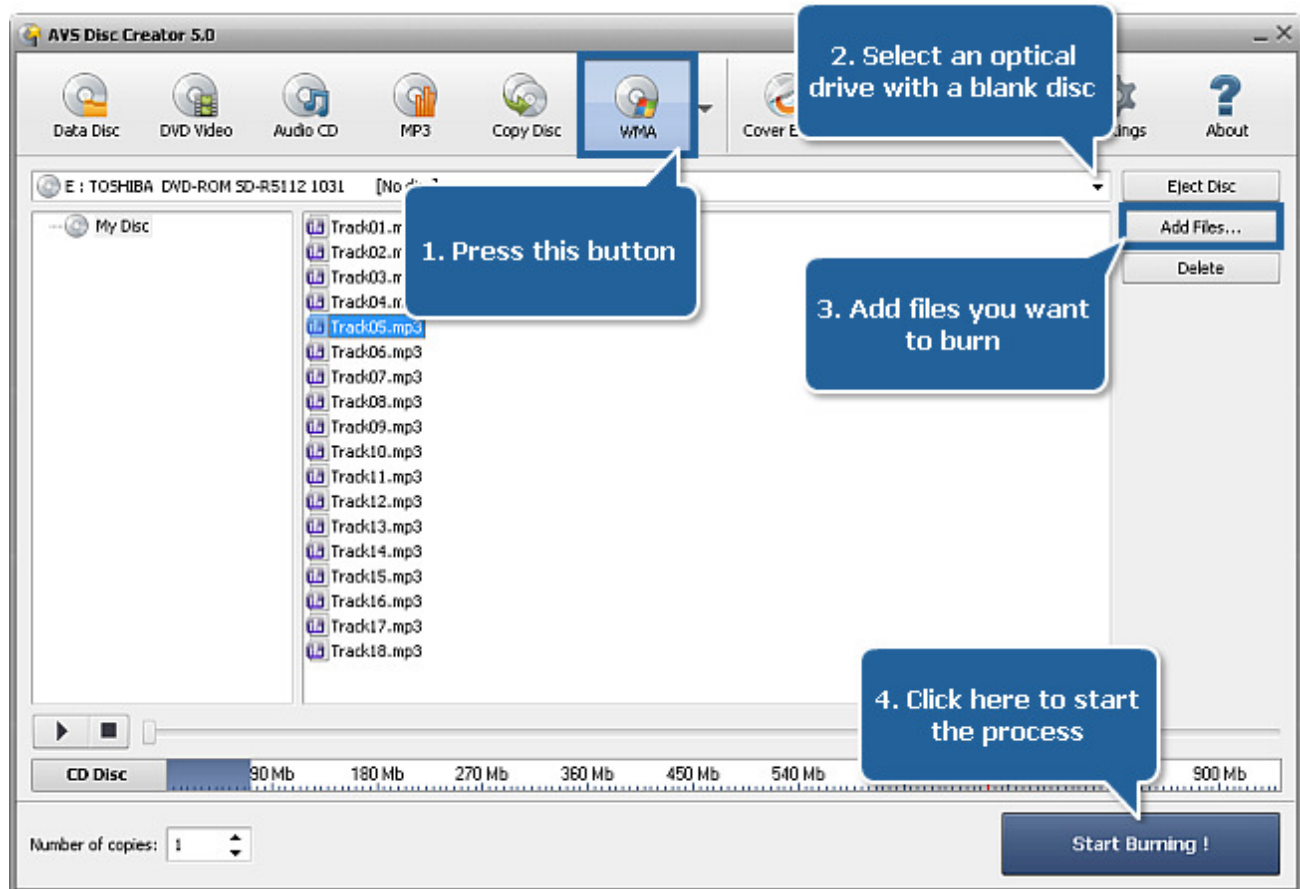 AVS Disc Creator 5.0
2. Select an optical
drive with a blank disc
Data Disc
DVD Video
Audio CD
MP3
Copy Disc
WMA
Cover
About
E : TOSHIBA DVD-ROM SD-R5112 1031
Eject Disc
My Disc
1. Press this button
Add Files...
Delete
3. Add files you want
to burn
Track05.mp3
Track06.mp3
Track07.mp3
Track08.mp3
Track09.mp3
Track10.mp3
Track11.mp3
Track12.mp3
Track13.mp3
Track14.mp3
Track15.mp3
Track16.mp3
Track17.mp3
Track18.mp3
4. Click here to start
the process
CD Disc 90 Mb 180 Mb 270 Mb 360 Mb 450 Mb 540 Mb 900 Mb
Number of copies: 1
Start Burning !